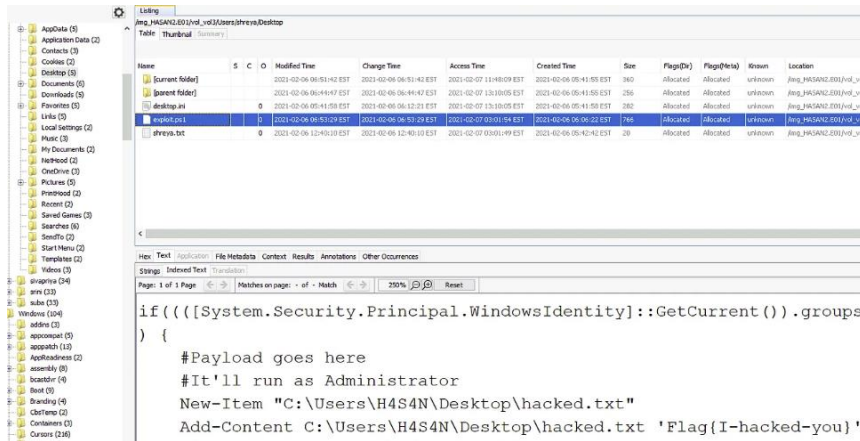 Listing
/img_HASAN2.E01/vol_vol3/Users/shreya/Desktop
Table Thumbnail Summary
Name S C O Modified Time Change Time Access Time Created Time Size Flags(Dir) Flags(Meta) Known Location
[current folder] 2021-02-06 06:51:42 EST 2021-02-06 06:51:42 EST 2021-02-07 11:48:09 EST 2021-02-06 05:41:55 EST 360 Allocated Allocated unknown /img_HASAN2.E01/vol_v
[parent folder] 2021-02-06 06:44:47 EST 2021-02-06 06:44:47 EST 2021-02-07 13:10:05 EST 2021-02-06 05:41:55 EST 256 Allocated Allocated unknown /img_HASAN2.E01/vol_v
desktop.ini 0 2021-02-06 05:41:58 EST 2021-02-06 06:12:21 EST 2021-02-07 13:10:05 EST 2021-02-06 05:41:58 EST 282 Allocated Allocated unknown /img_HASAN2.E01/vol_v
exploit.ps1 0 2021-02-06 06:53:29 EST 2021-02-06 06:53:29 EST 2021-02-07 03:01:54 EST 2021-02-06 06:06:22 EST 766 Allocated Allocated unknown /img_HASAN2.E01/vol_v
shreya.txt 0 2021-02-06 12:40:10 EST 2021-02-06 12:40:10 EST 2021-02-07 03:01:49 EST 2021-02-06 05:42:42 EST 20 Allocated Allocated unknown /img_HASAN2.E01/vol_v
AppData (5)
Application Data (2)
Contacts (3)
Cookies (2)
Desktop (5)
Documents (6)
Downloads (5)
Favorites (5)
Links (5)
Local Settings (2)
Music (3)
My Documents (2)
NetHood (2)
OneDrive (3)
Pictures (5)
PrintHood (2)
Recent (2)
Saved Games (3)
Searches (6)
SendTo (2)
Start Menu (2)
Templates (2)
Videos (3)
sivapriya (34)
srini (33)
suba (33)
Windows (104)
addins (3)
appcompat (5)
apppatch (13)
AppReadiness (2)
assembly (8)
bcastdvr (4)
Boot (9)
Branding (4)
CbsTemp (2)
Containers (3)
Cursors (216)
Hex Text Application File Metadata Context Results Annotations Other Occurrences
Strings Indexed Text Translation
Page: 1 of 1 Page Matches on page: - of - Match 250% Reset
if((([System.Security.Principal.WindowsIdentity]::GetCurrent()).groups
) {
#Payload goes here
#It'll run as Administrator
New-Item "C:\Users\H4S4N\Desktop\hacked.txt"
Add-Content C:\Users\H4S4N\Desktop\hacked.txt 'Flag{I-hacked-you}'